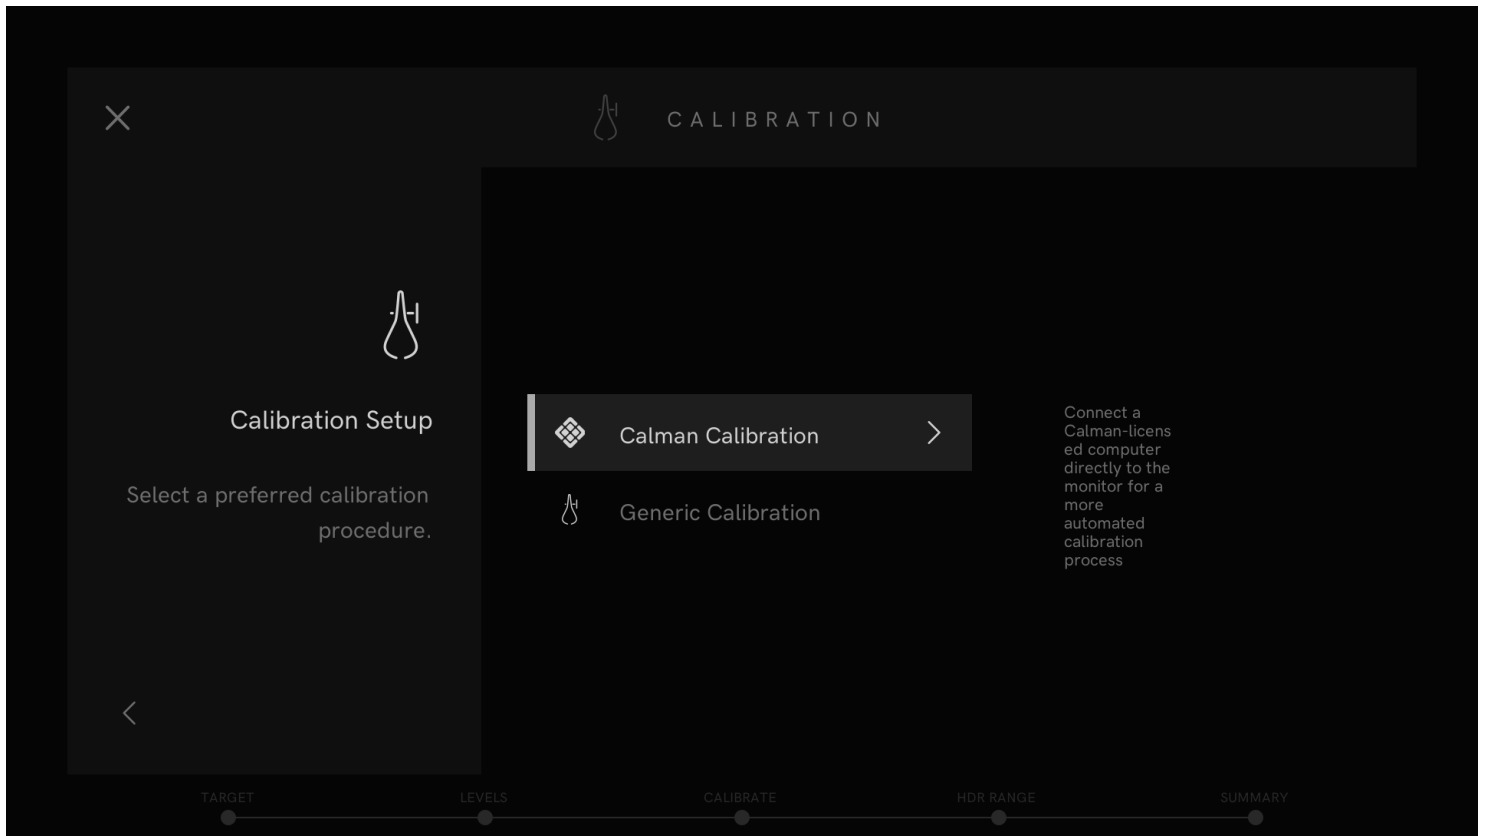 CALIBRATION
Calibration Setup
Select a preferred calibration
procedure.
Calman Calibration
Generic Calibration
Connect a
Calman-licens
ed computer
directly to the
monitor for a
more
automated
calibration
process
TARGET
LEVELS
CALIBRATE
HDR RANGE
SUMMARY